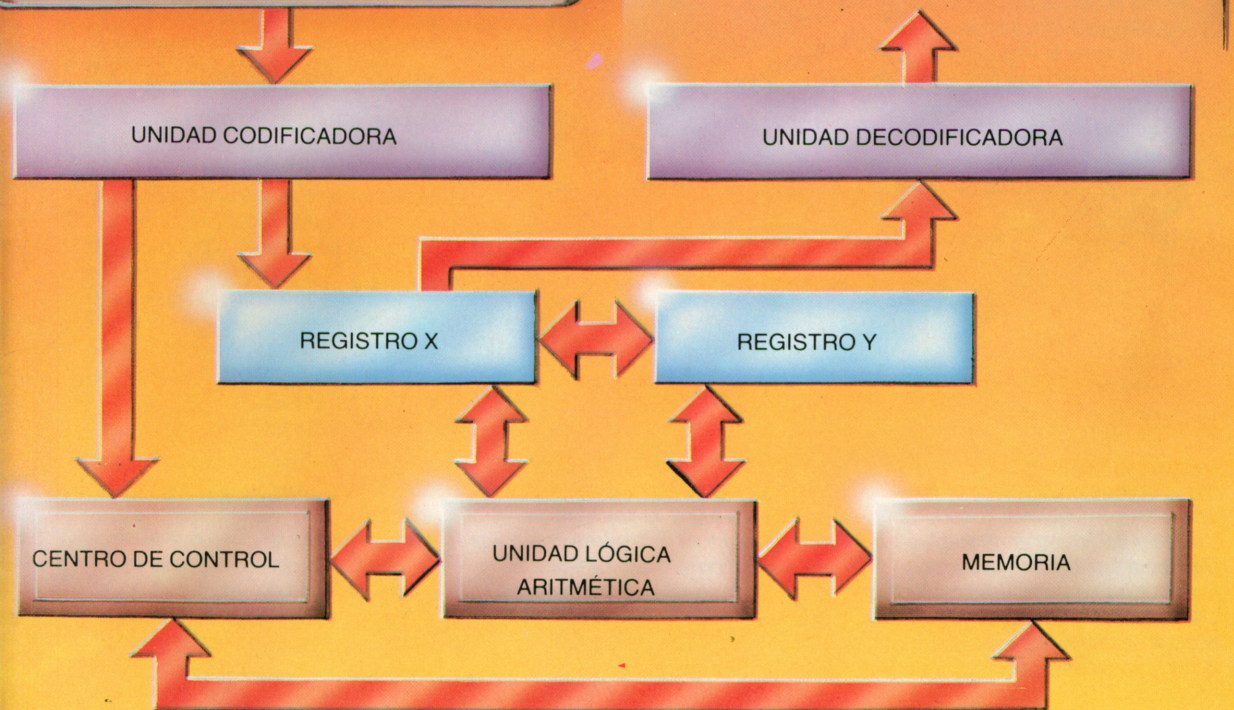 UNIDAD CODIFICADORA
UNIDAD DECODIFICADORA
REGISTRO X
REGISTRO Y
CENTRO DE CONTROL
UNIDAD LÓGICA
ARITMÉTICA
MEMORIA